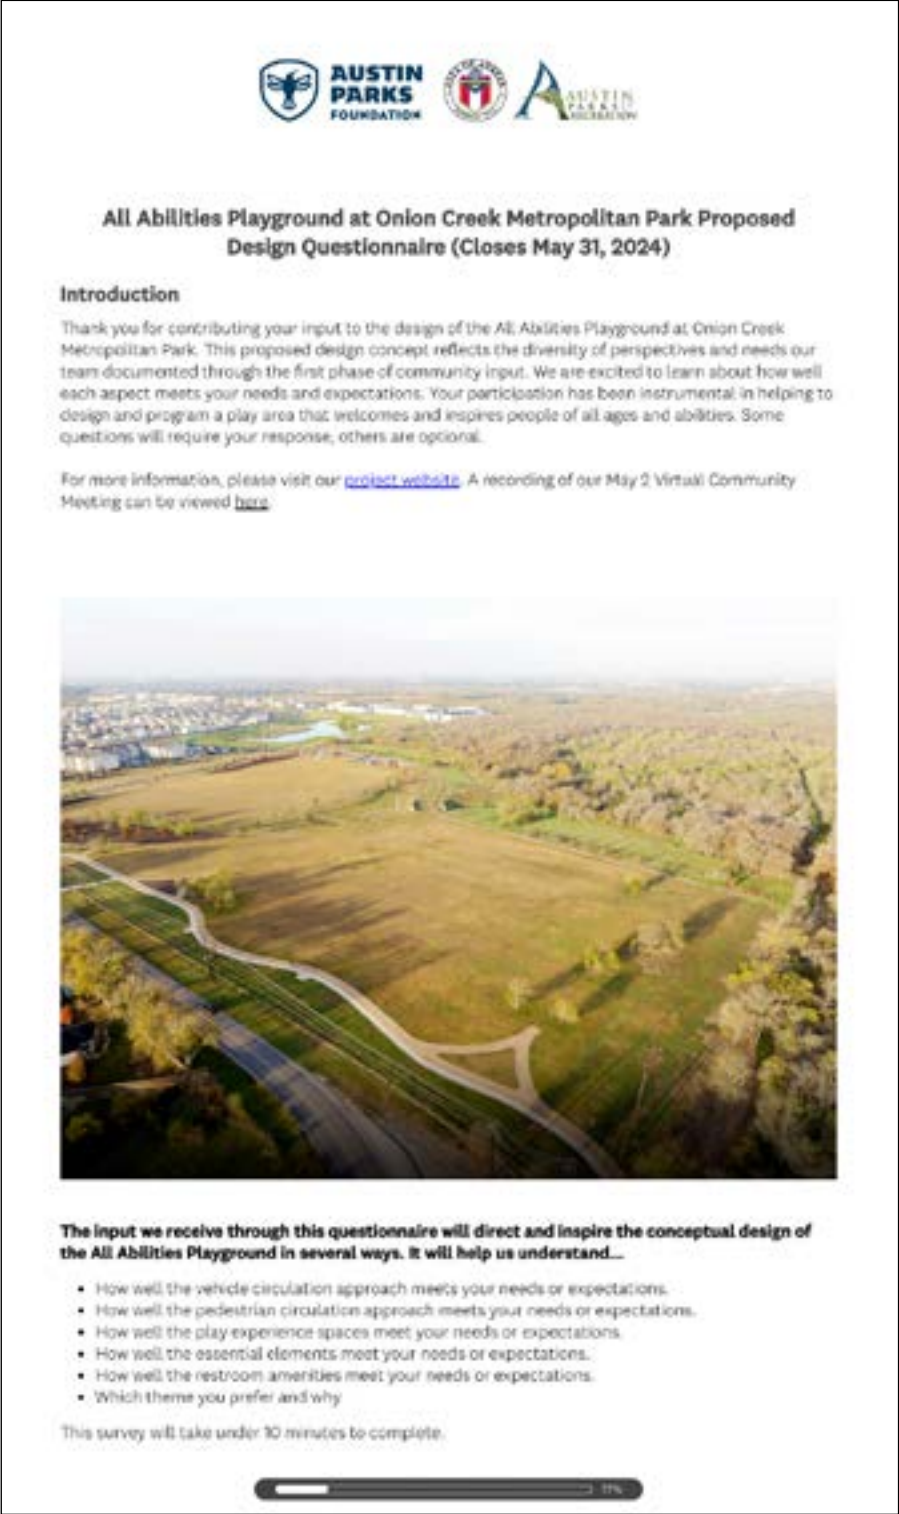 AUSTIN
PARKS
FOUNDATION
AUSTIN
PARKS
RECREATION
All Abilities Playground at Onion Creek Metropolitan Park Proposed
Design Questionnaire (Closes May 31, 2024)
Introduction
Thank you for contributing your input to the design of the All Abilities Playground at Onion Creek
Metropolitan Park. This proposed design concept reflects the diversity of perspectives and needs our
team documented through the first phase of community input. We are excited to learn about how well
each aspect meets your needs and expectations. Your participation has been instrumental in helping to
design and program a play area that welcomes and inspires people of all ages and abilities. Some
questions will require your response, others are optional.
For more information, please visit our project website. A recording of our May 2 Virtual Community
Meeting can be viewed here.
The input we receive through this questionnaire will direct and inspire the conceptual design of
the All Abilities Playground in several ways. It will help us understand...
• How well the vehicle circulation approach meets your needs or expectations.
• How well the pedestrian circulation approach meets your needs or expectations.
• How well the play experience spaces meet your needs or expectations.
• How well the essential elements meet your needs or expectations.
• How well the restroom amenities meet your needs or expectations.
• Which theme you prefer and why
This survey will take under 10 minutes to complete.